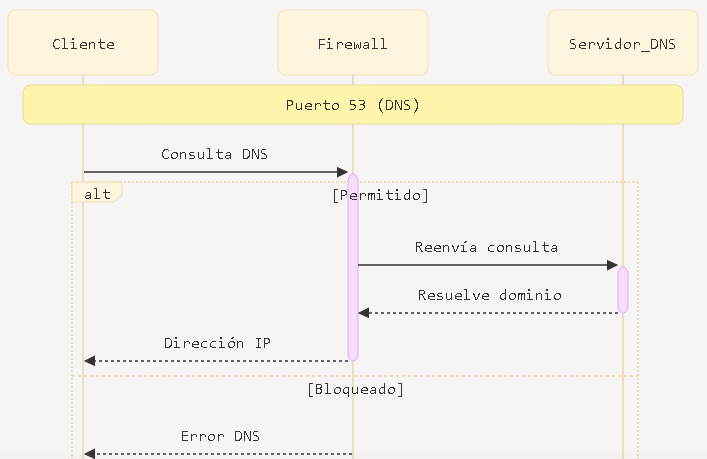 Cliente
Firewall
Servidor_DNS
Puerto 53 (DNS)
Consulta DNS
alt
[Permitido]
Reenvía consulta
Resuelve dominio
Dirección IP
[Bloqueado]
Error DNS